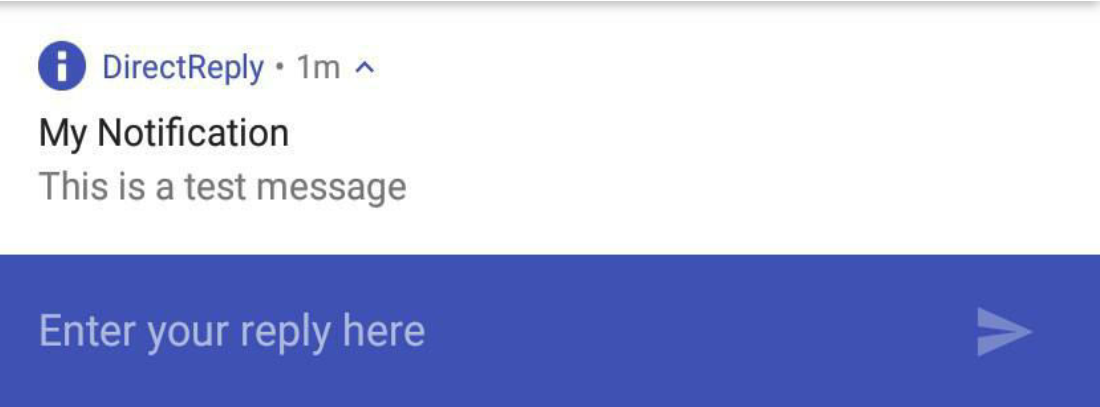 DirectReply • 1m
My Notification
This is a test message
Enter your reply here